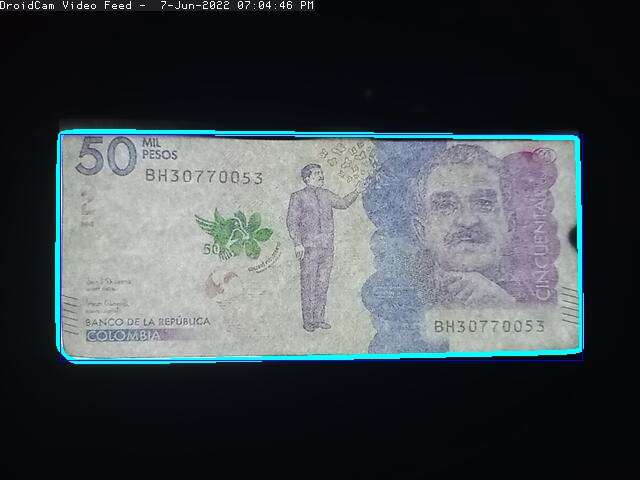 DroidCam Video Feed - 7-Jun-2022 07:04:46 PM
50 MIL
PESOS
BH30770053
50
CINCUENTA
BH30770053
BANCO DE LA REPÚBLICA
COLOMBIA